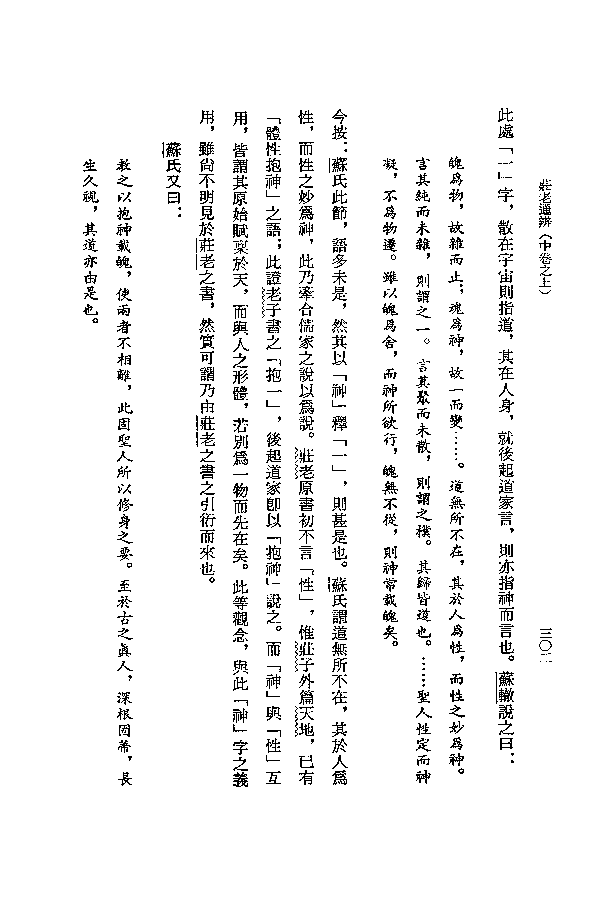 莊老通辨（中卷之上）
三〇二
此處「一」字，散在宇宙則指道，其在人身，就後起道家言，則亦指神而言也。蘇轍說之曰：
魄爲物，故雜而止；魂爲神，故一而變……。道無所不在，其於人爲性，而性之妙爲神。
言其純而未雜，則謂之一。言其聚而未散，則謂之樸。其歸皆道也。……聖人性定而神
凝，不爲物遷。雖以魄爲舍，而神所欲行，魄無不從，則神常載魄矣。
今按：蘇氏此節，語多未是，然其以「神」釋「一」，則甚是也。蘇氏謂道無所不在，其於人爲
性，而性之妙爲神，此乃牽合儒家之說以爲說。莊老原書初不言「性」，惟莊子外篇天地，已有
「體性抱神」之語；此證老子書之「抱一」，後起道家卽以「抱神」說之。而「神」與「性」互
用，皆謂其原始賦稟於天，而與人之形體，若別爲一物而先在矣。此等觀念，與此「神」字之義
用，雖尙不明見於莊老之書，然實可謂乃由莊老之書之引衍而來也。
蘇氏又曰：
敎之以抱神載魄，使兩者不相離，此固聖人所以修身之要。至於古之眞人，深根固蒂，長
生久視，其道亦由是也。